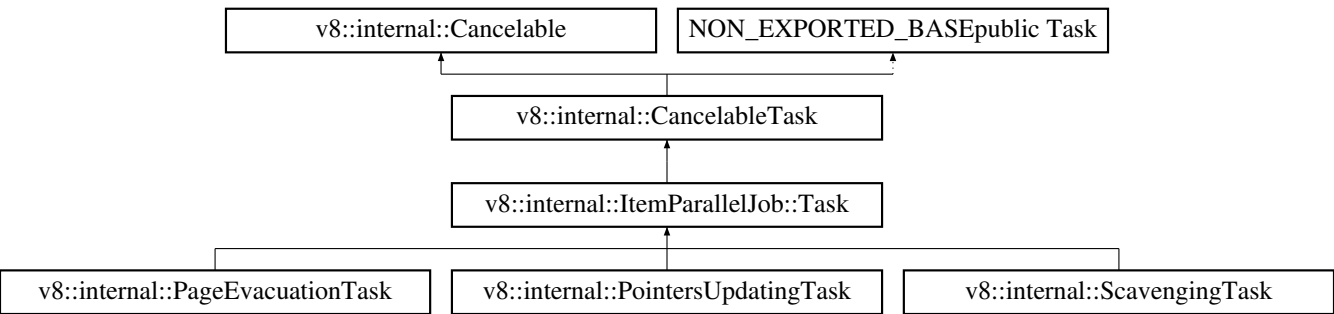 v8::internal::Cancelable
NON_EXPORTED_BASEpublic Task
v8::internal::CancelableTask
v8::internal::ItemParallelJob::Task
v8::internal::PageEvacuationTask
v8::internal::PointersUpdatingTask
v8::internal::ScavengingTask